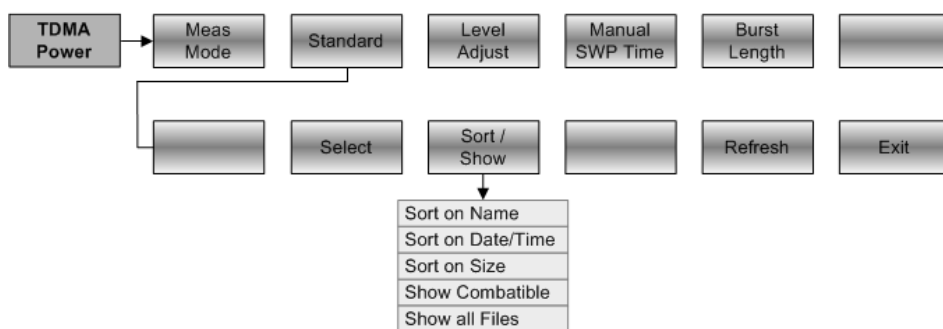 TDMA
Power
Meas
Mode
Standard
Level
Adjust
Manual
SWP Time
Burst
Length
Select
Sort /
Show
Refresh
Exit
Sort on Name
Sort on Date/Time
Sort on Size
Show Combatible
Show all Files